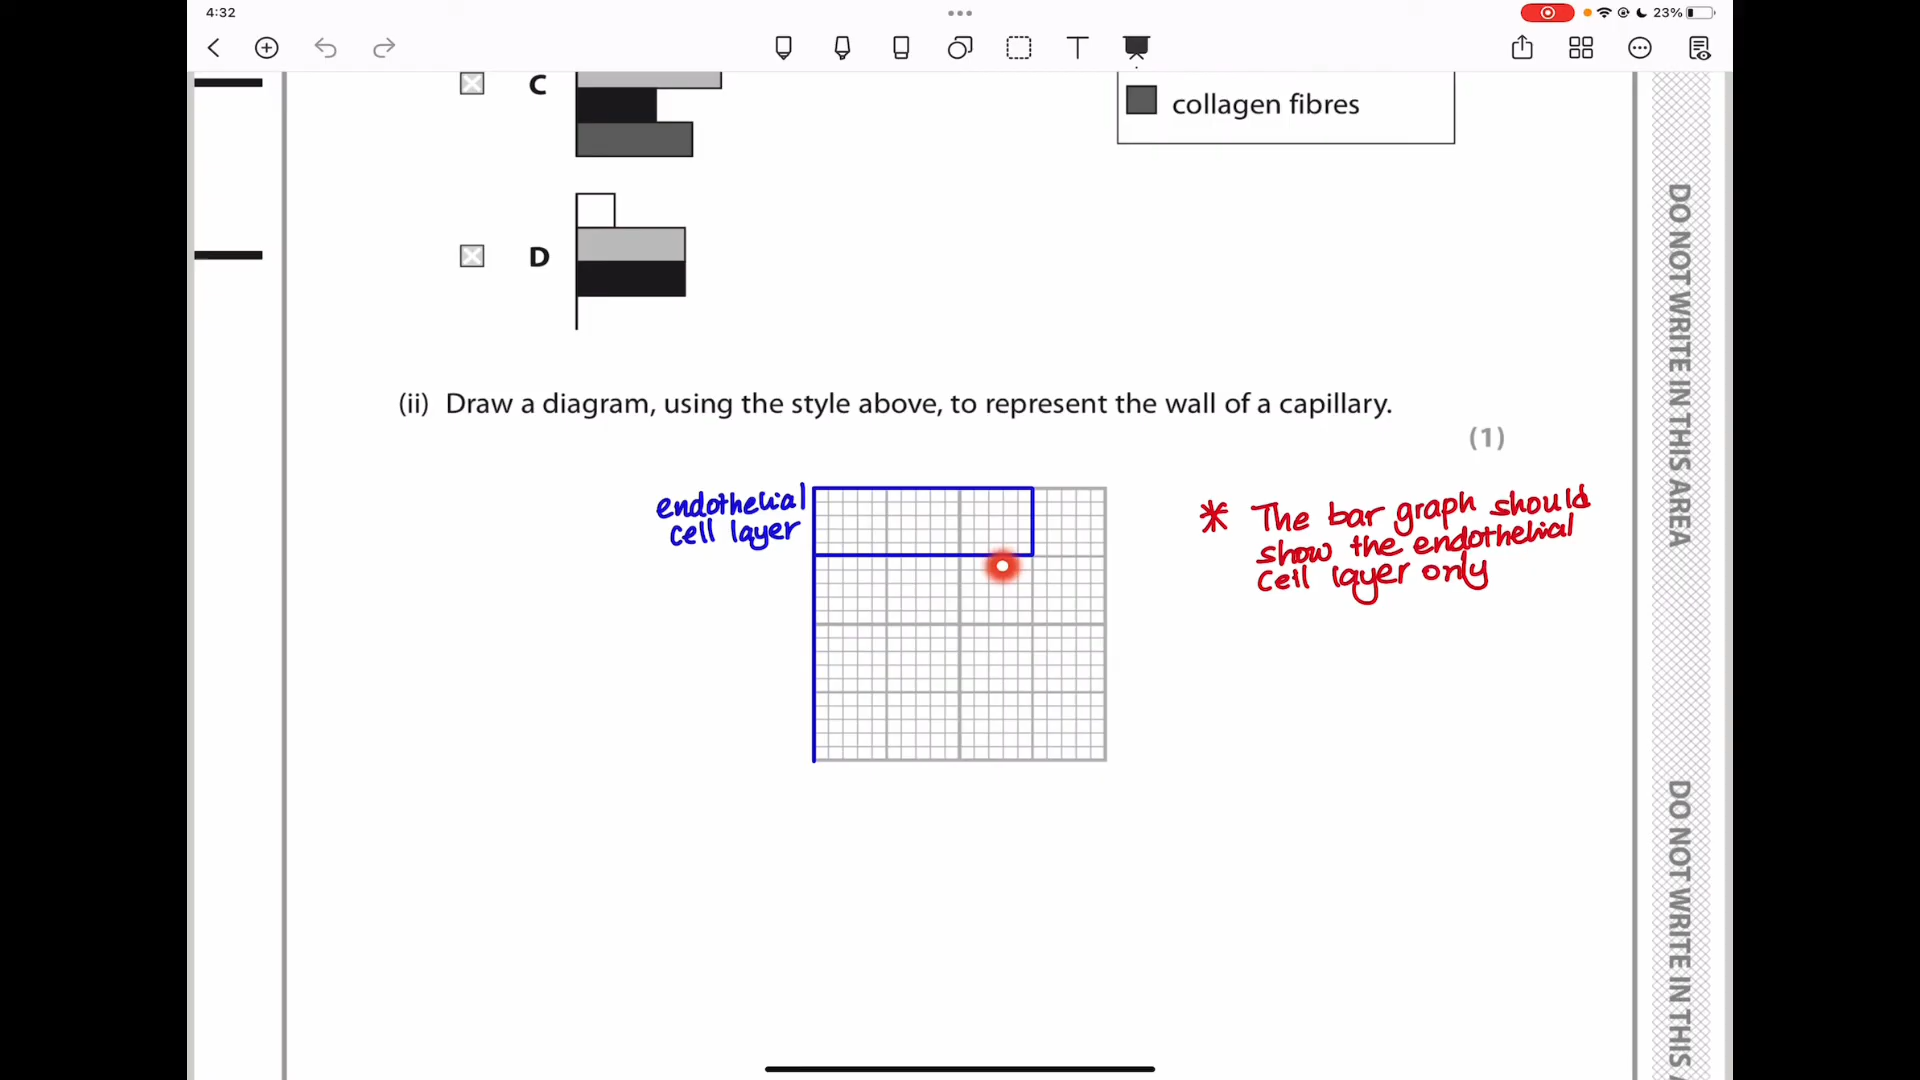 4:32
23%
C
collagen fibres
D
(ii) Draw a diagram, using the style above, to represent the wall of a capillary.
(1)
endothelial
cell layer
* The bar graph should
show the endothelial
cell layer only
DO NOT WRITE IN THIS AREA
DO NOT WRITE IN THIS